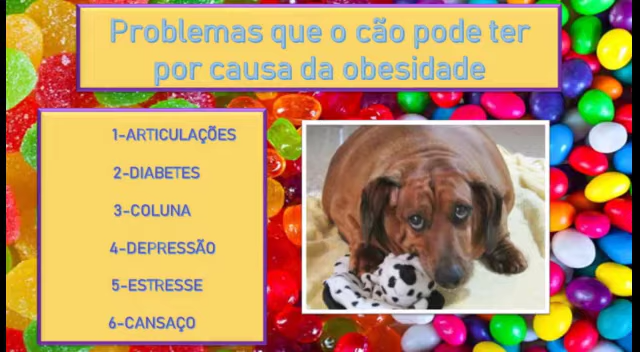 Problemas que o cão pode ter
por causa da obesidade
1-ARTICULAÇÕES
2-DIABETES
3-COLUNA
4-DEPRESSÃO
5-ESTRESSE
6-CANSAÇO